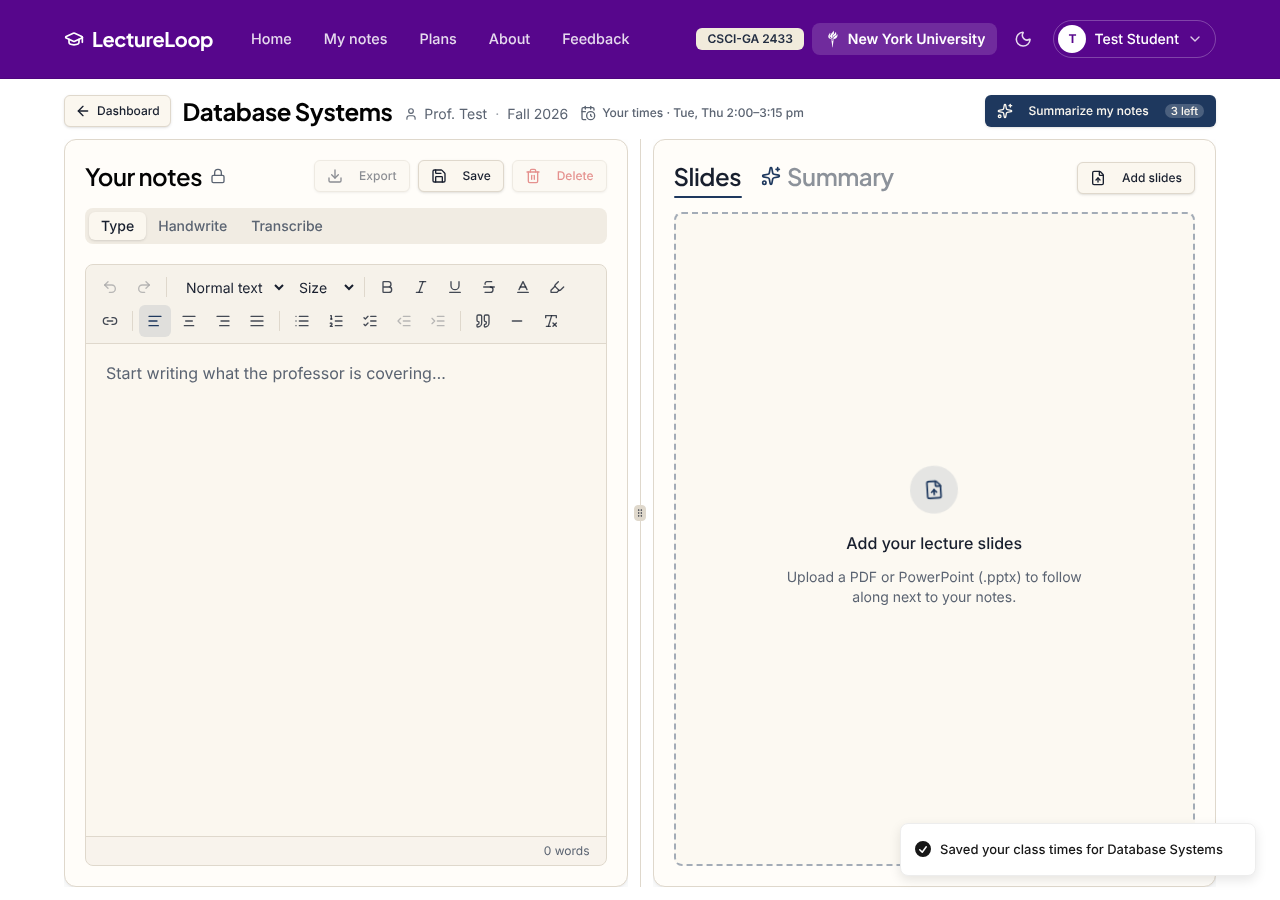 LectureLoop
Home
My notes
Plans
About
Feedback
CSCI-GA 2433
New York University
T
Test Student
Dashboard
Database Systems
Prof. Test · Fall 2026
Your times · Tue, Thu 2:00–3:15 pm
Summarize my notes
3 left
Your notes
Export
Save
Delete
Type
Handwrite
Transcribe
Normal text
Size
Start writing what the professor is covering...
0 words
Slides
Summary
Add slides
Add your lecture slides
Upload a PDF or PowerPoint (.pptx) to follow
along next to your notes.
Saved your class times for Database Systems